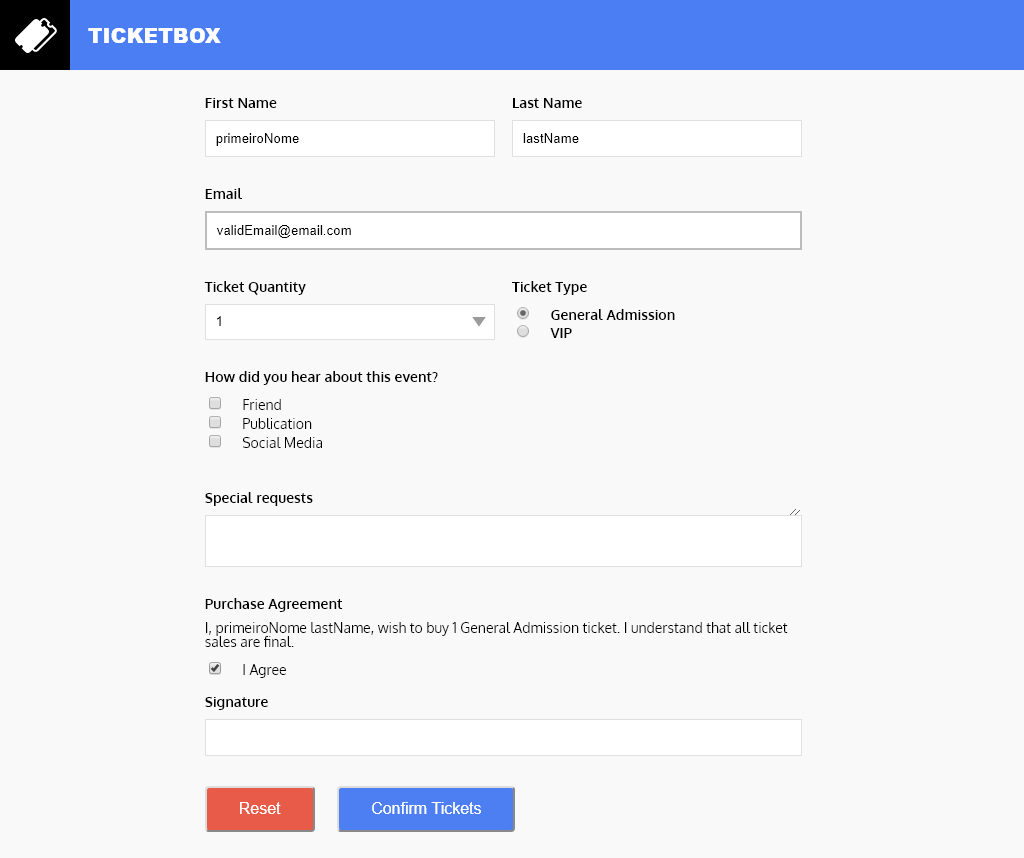 TICKETBOX
First Name Last Name
primeiroNome lastName
Email
validEmail@email.com
Ticket Quantity Ticket Type
1 General Admission
VIP
How did you hear about this event?
Friend
Publication
Social Media
Special requests
Purchase Agreement
I, primeiroNome lastName, wish to buy 1 General Admission ticket. I understand that all ticket
sales are final.
I Agree
Signature
Reset Confirm Tickets